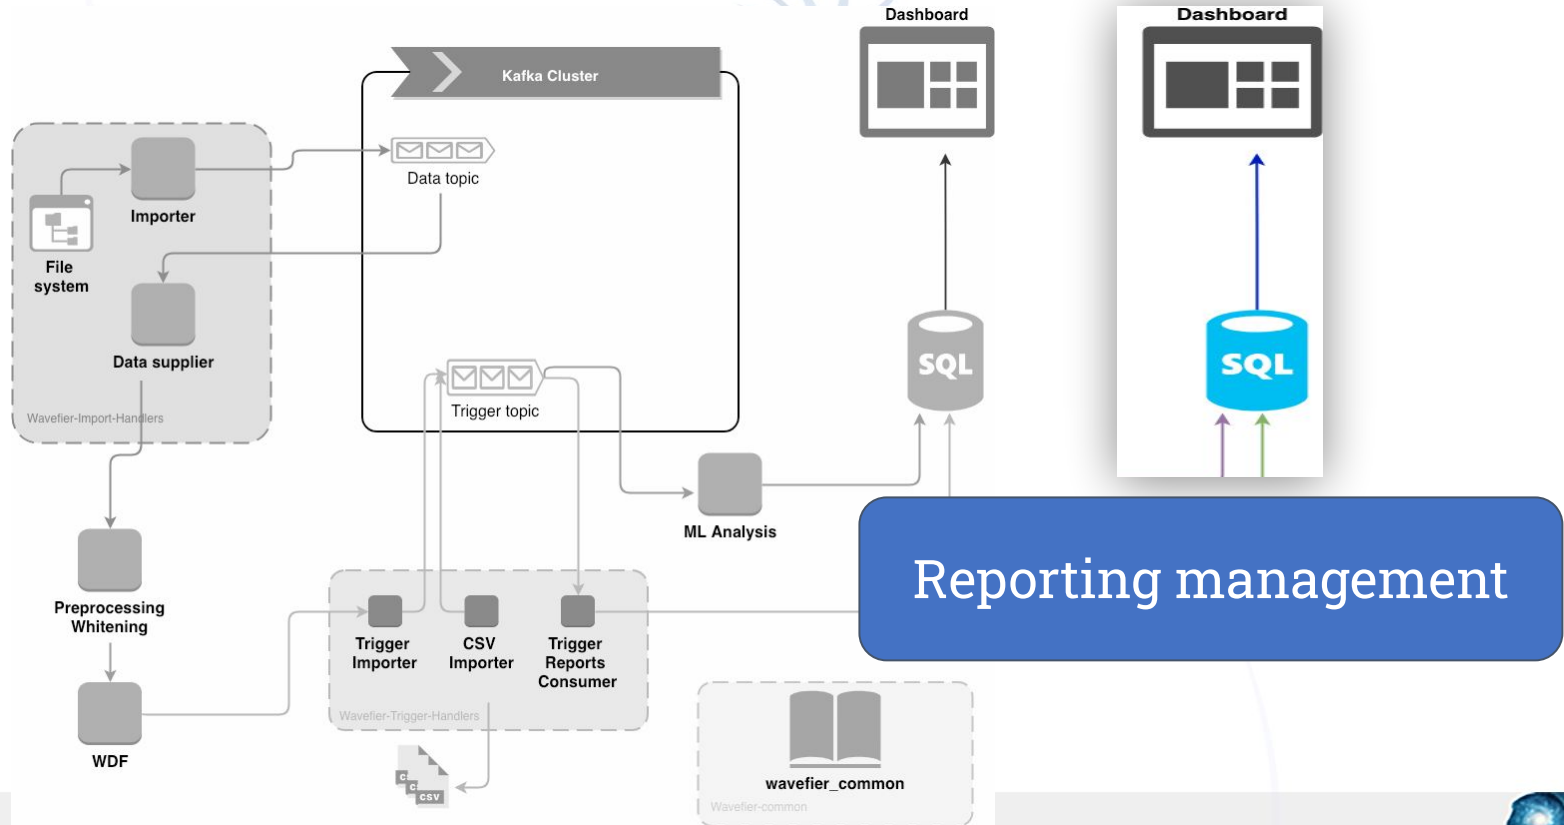 Dashboard
Dashboard
Kafka Cluster
Data topic
Importer
File
system
Data supplier
Wavefier-Import-Handlers
SQL
SQL
Trigger topic
ML Analysis
Reporting management
Preprocessing
Whitening
Trigger
Importer
CSV
Importer
Trigger
Reports
Consumer
Wavefier-Trigger-Handlers
WDF
c
c
csv
wavefier_common
Wavefier-common